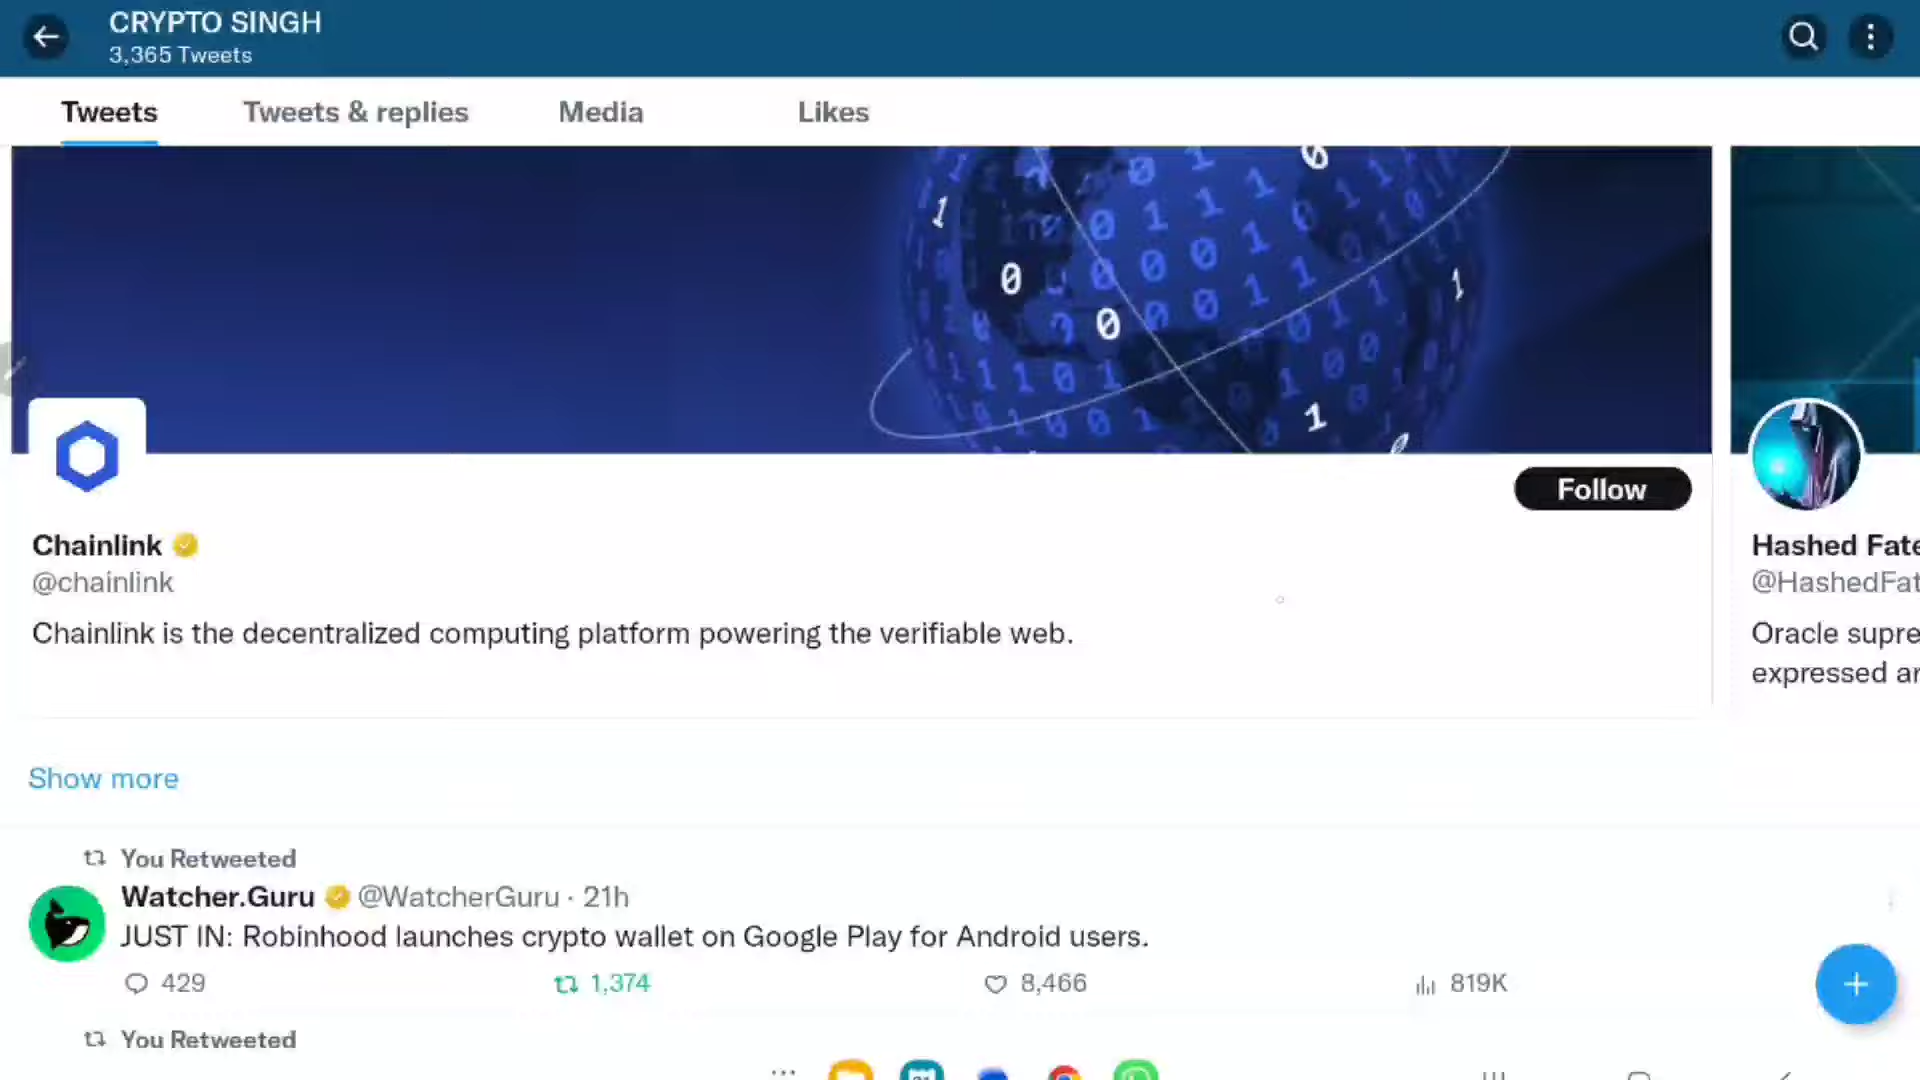 CRYPTO SINGH
3,365 Tweets
Tweets Tweets & replies Media Likes
Follow
Chainlink
@chainlink
Chainlink is the decentralized computing platform powering the verifiable web.
Hashed Fate
@HashedFat
Oracle supre
expressed ar
Show more
You Retweeted
Watcher.Guru @WatcherGuru · 21h
JUST IN: Robinhood launches crypto wallet on Google Play for Android users.
429 1,374 8,466 819K
You Retweeted